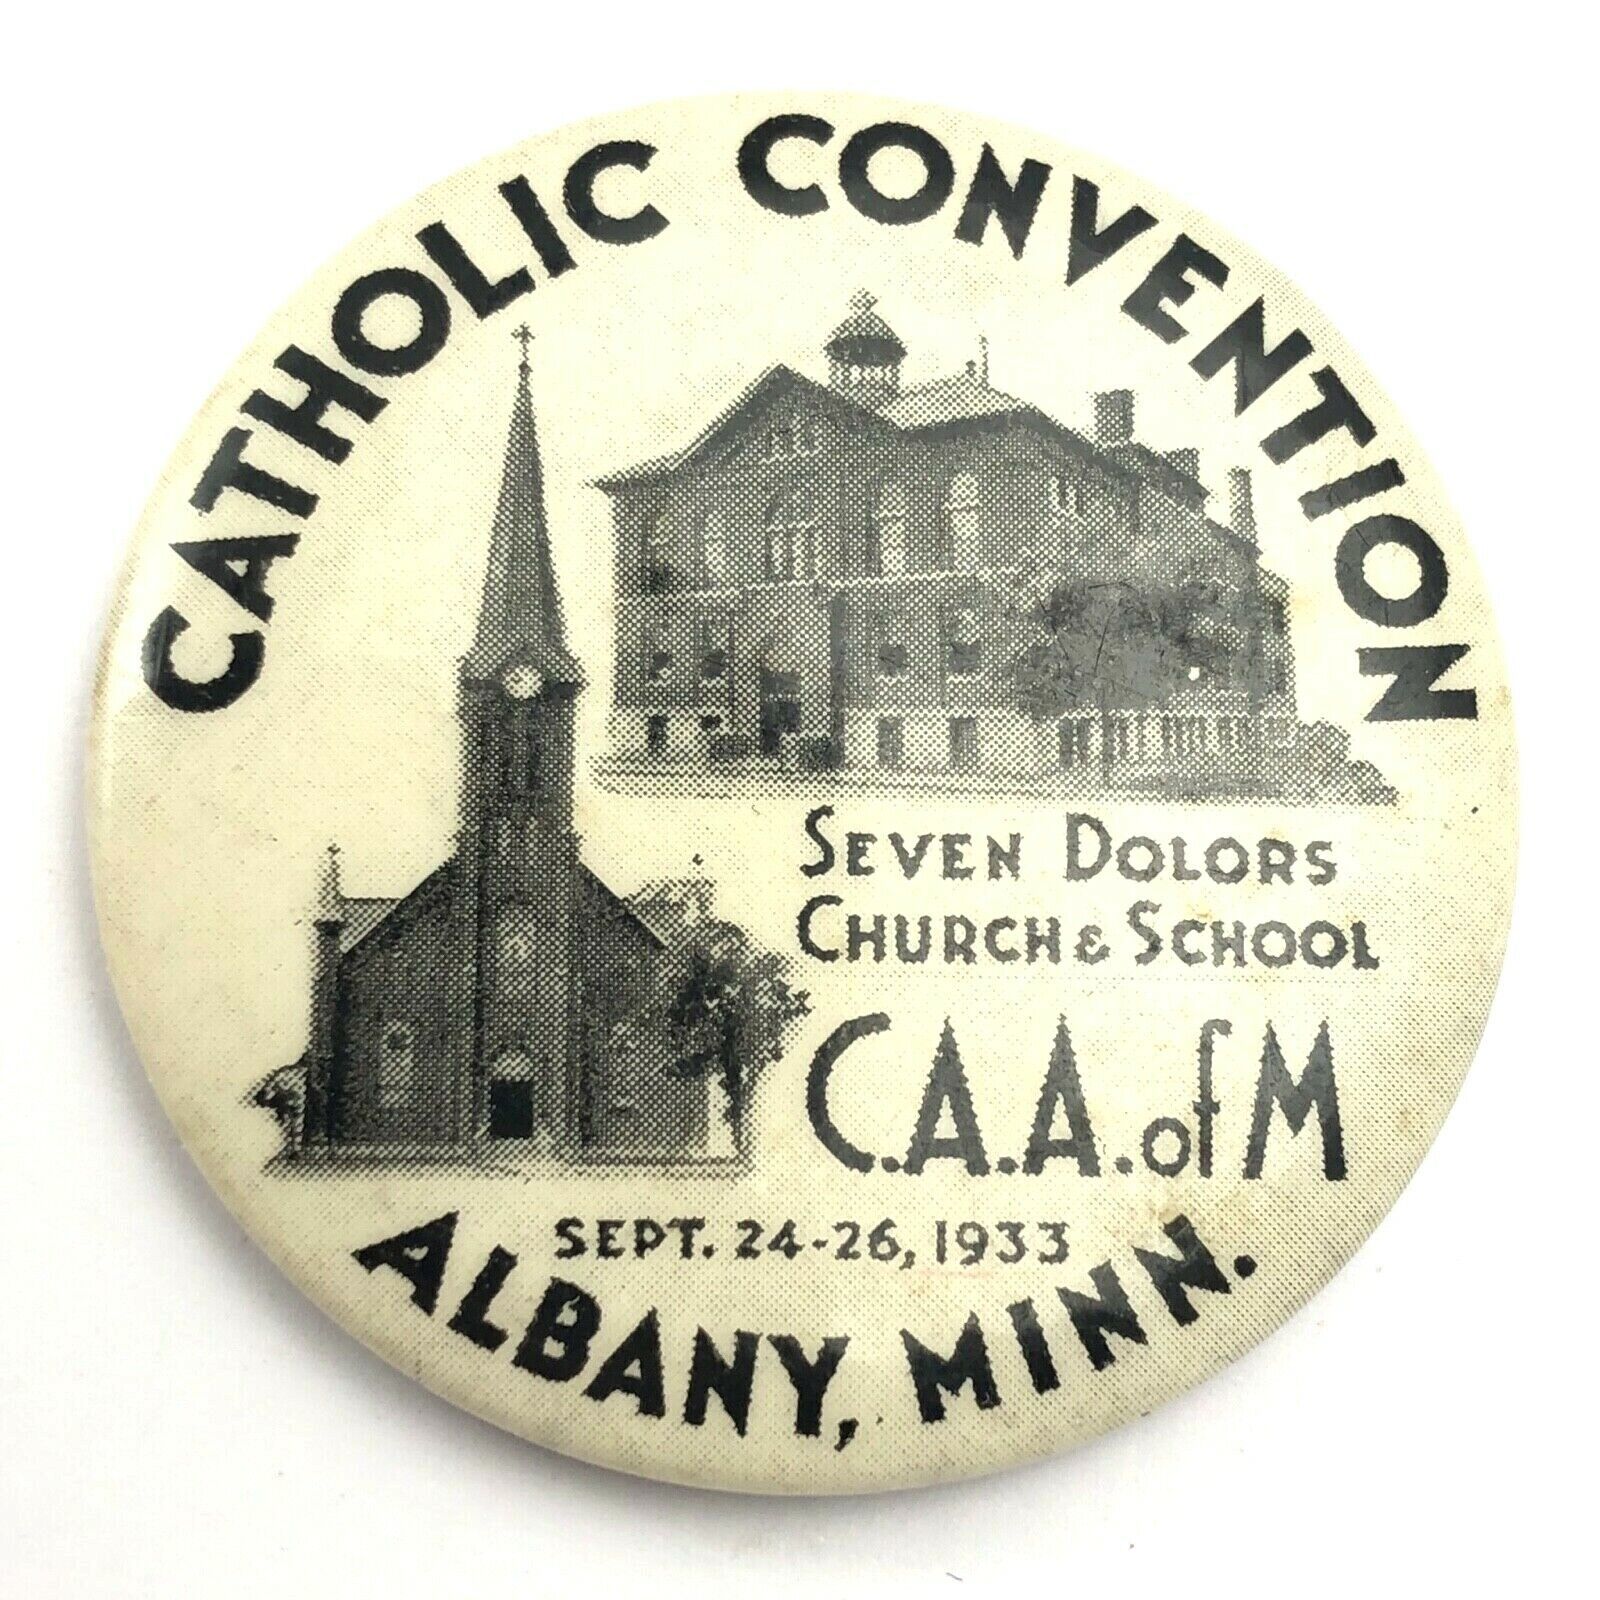 CATHOLIC CONVENTION
SEVEN DOLORS
CHURCH & SCHOOL
C.A.A. of M
SEPT. 24-26, 1933
ALBANY, MINN.